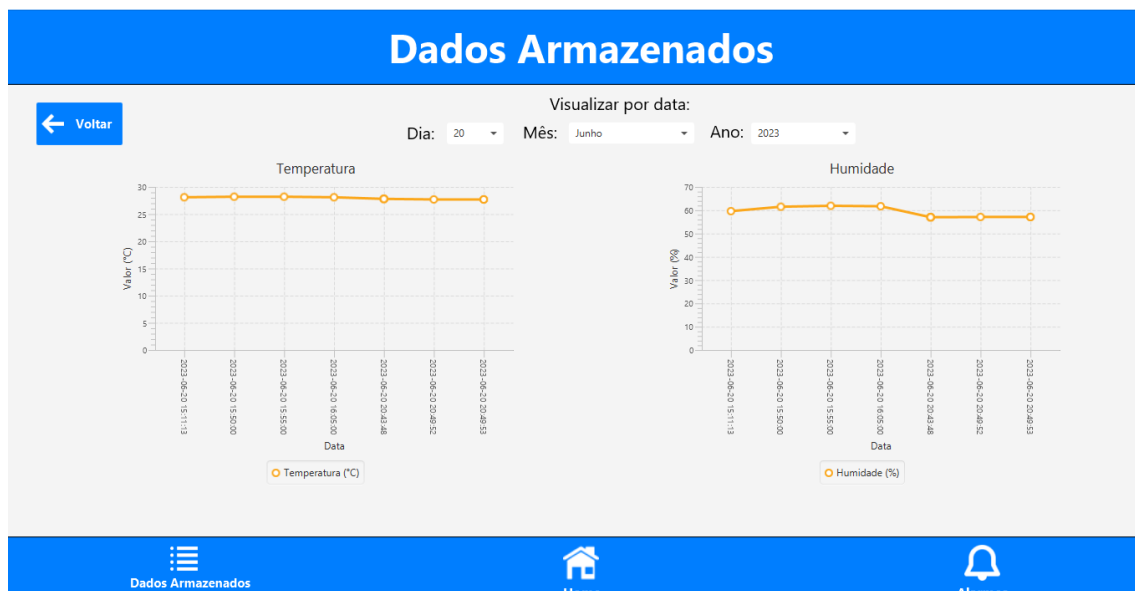 Dados Armazenados
Visualizar por data:
Voltar
Dia: 20 Mês: Junho Ano: 2023
Temperatura
30
25
20
15
10
5
0
Valor (°C)
2023-06-20 15:11:13
2023-06-20 15:50:00
2023-06-20 15:55:00
2023-06-20 16:05:00
2023-06-20 20:43:48
2023-06-20 20:49:52
2023-06-20 20:49:53
Data
Temperatura (°C)
Humidade
70
60
50
40
30
20
10
0
Valor (%)
2023-06-20 15:11:13
2023-06-20 15:50:00
2023-06-20 15:55:00
2023-06-20 16:05:00
2023-06-20 20:43:48
2023-06-20 20:49:52
2023-06-20 20:49:53
Data
Humidade (%)
Dados Armazenados